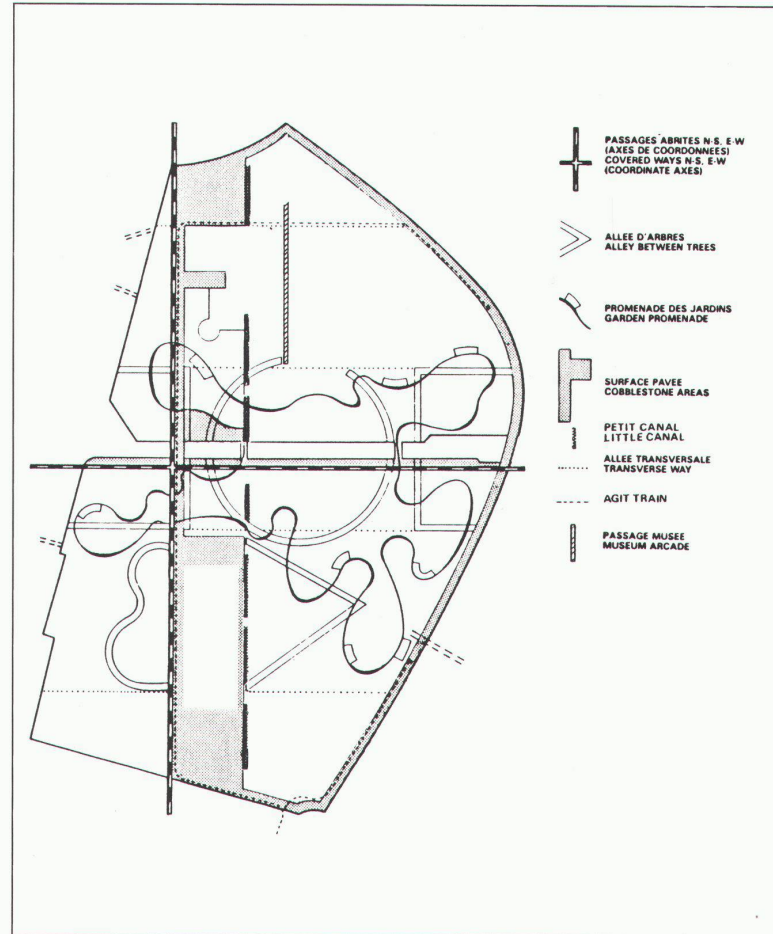 PASSAGES ABRITES N-S, E-W
(AXES DE COORDONNEES)
COVERED WAYS N-S, E-W
(COORDINATE AXES)
ALLEE D'ARBRES
ALLEY BETWEEN TREES
PROMENADE DES JARDINS
GARDEN PROMENADE
SURFACE PAVEE
COBBLESTONE AREAS
PETIT CANAL
LITTLE CANAL
ALLEE TRANSVERSALE
TRANSVERSE WAY
AGIT TRAIN
PASSAGE MUSEE
MUSEUM ARCADE